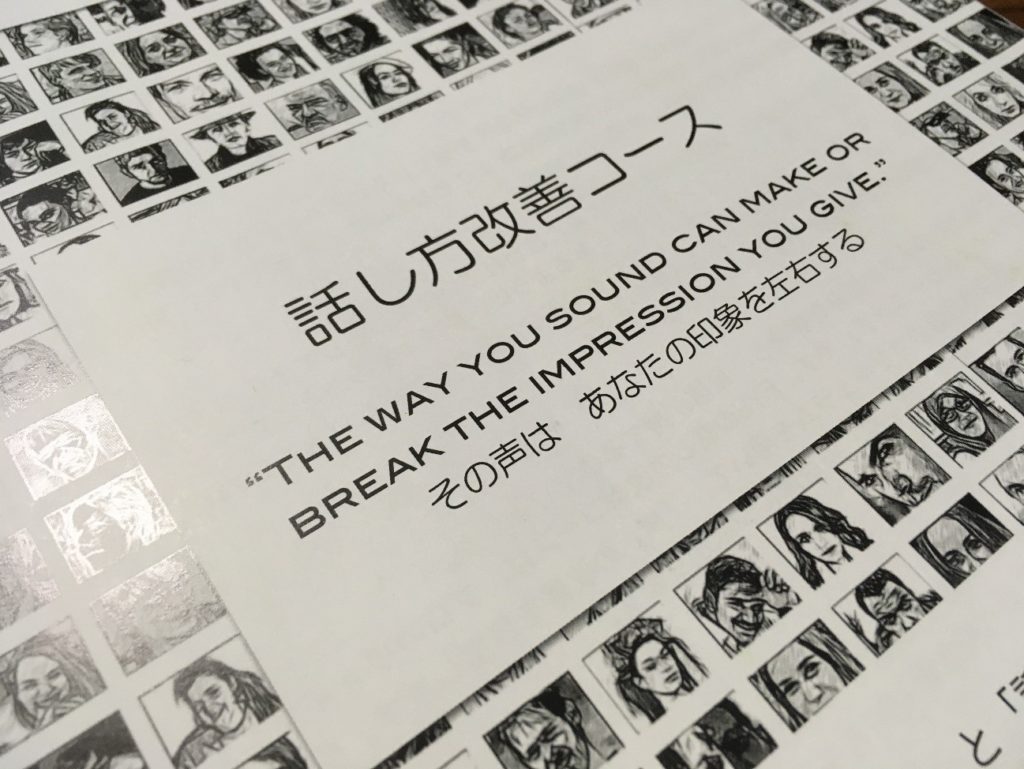 話し方改善コース
“THE WAY YOU SOUND CAN MAKE OR
BREAK THE IMPRESSION YOU GIVE.”
その声は　あなたの印象を左右する
と「